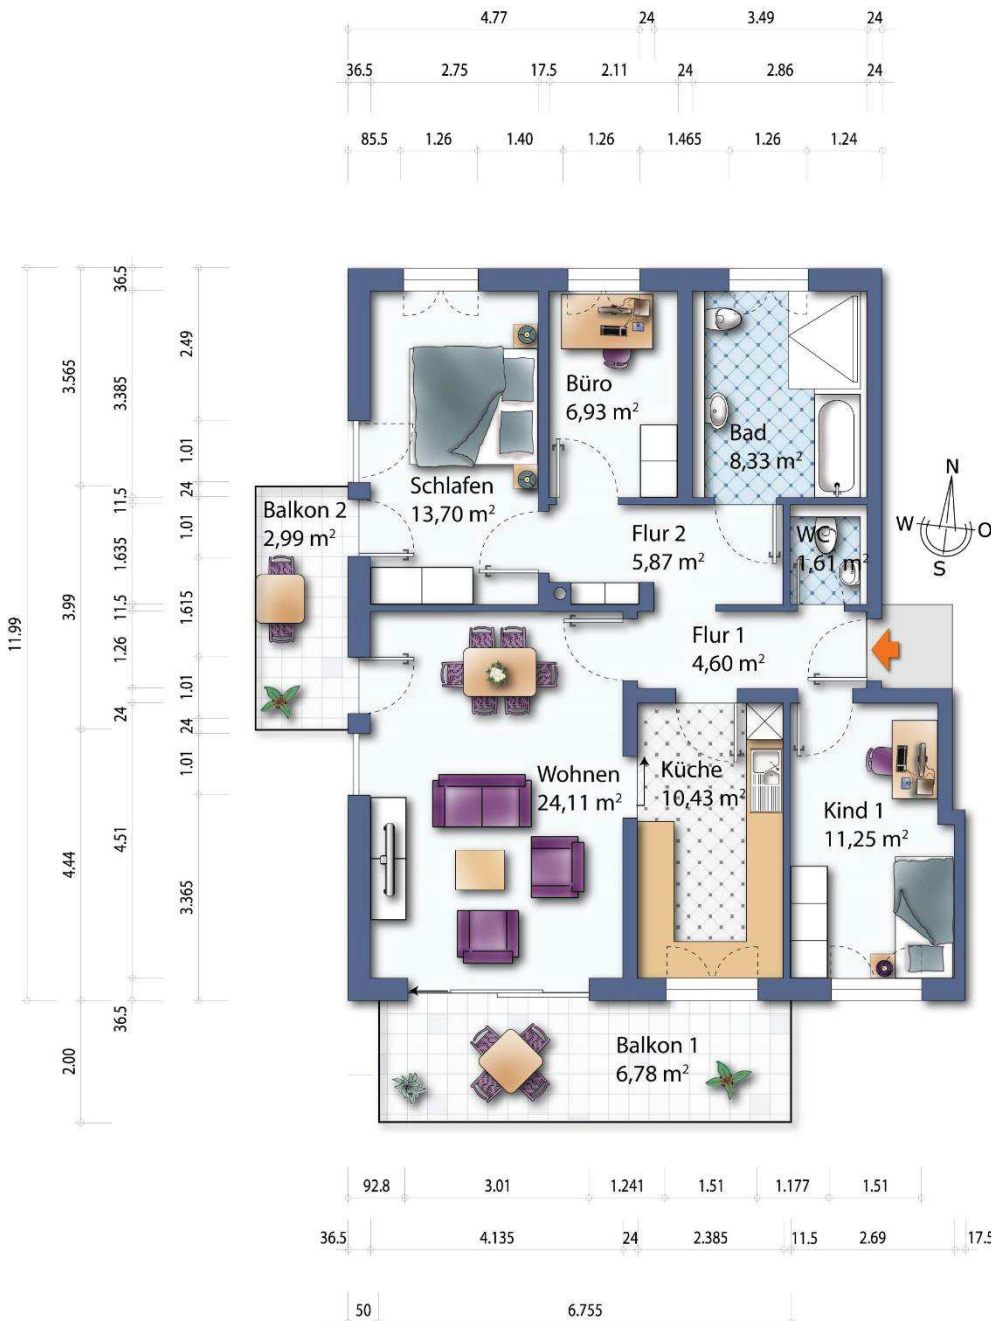 4.77 24 3.49 24
36.5 2.75 17.5 2.11 24 2.86 24
85.5 1.26 1.40 1.26 1.465 1.26 1.24
11.99
3.565 3.99 4.44 2.00
36.5 3.385 11.5 1.635 11.5 1.26 24 4.51 36.5
2.49 1.01 24 1.01 1.615 1.01 24 1.01 3.365
Büro
6,93 m²
Bad
8,33 m²
Schlafen
13,70 m²
Balkon 2
2,99 m²
Flur 2
5,87 m²
WC
1,61 m²
N
W O
S
Flur 1
4,60 m²
Wohnen
24,11 m²
Küche
10,43 m²
Kind 1
11,25 m²
Balkon 1
6,78 m²
92.8 3.01 1.241 1.51 1.177 1.51
36.5 4.135 24 2.385 11.5 2.69 17.5
50 6.755